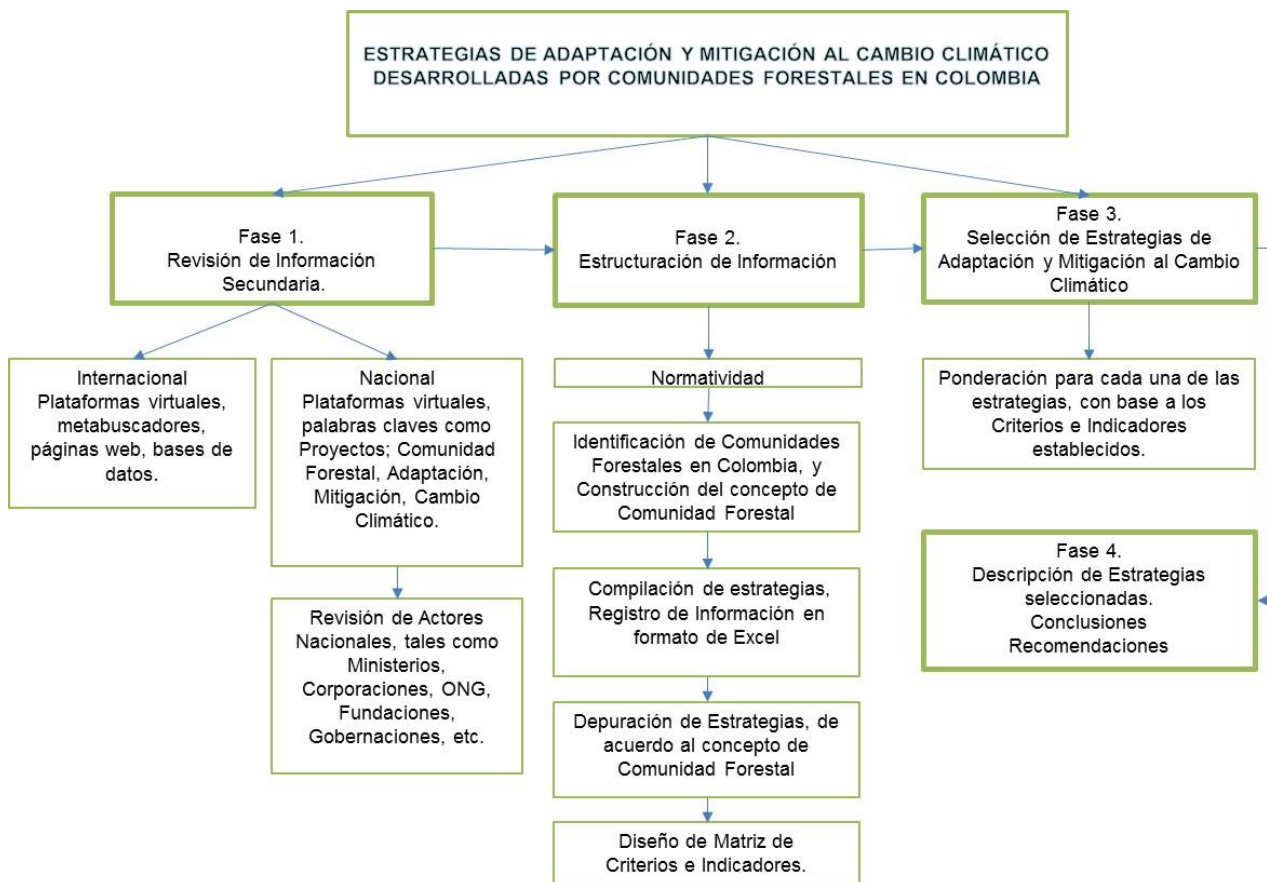 ESTRATEGIAS DE ADAPTACIÓN Y MITIGACIÓN AL CAMBIO CLIMÁTICO
DESARROLLADAS POR COMUNIDADES FORESTALES EN COLOMBIA
Fase 1.
Revisión de Información
Secundaria.
Fase 2.
Estructuración de Información
Fase 3.
Selección de Estrategias de
Adaptación y Mitigación al Cambio
Climático
Internacional
Plataformas virtuales,
metabuscadores,
páginas web, bases de
datos.
Nacional
Plataformas virtuales,
palabras claves como
Proyectos; Comunidad
Forestal, Adaptación,
Mitigación, Cambio
Climático.
Revisión de Actores
Nacionales, tales como
Ministerios,
Corporaciones, ONG,
Fundaciones,
Gobernaciones, etc.
Normatividad
Identificación de Comunidades
Forestales en Colombia, y
Construcción del concepto de
Comunidad Forestal
Compilación de estrategias,
Registro de Información en
formato de Excel
Depuración de Estrategias, de
acuerdo al concepto de
Comunidad Forestal
Diseño de Matriz de
Criterios e Indicadores.
Ponderación para cada una de las
estrategias, con base a los
Criterios e Indicadores
establecidos.
Fase 4.
Descripción de Estrategias
seleccionadas.
Conclusiones
Recomendaciones